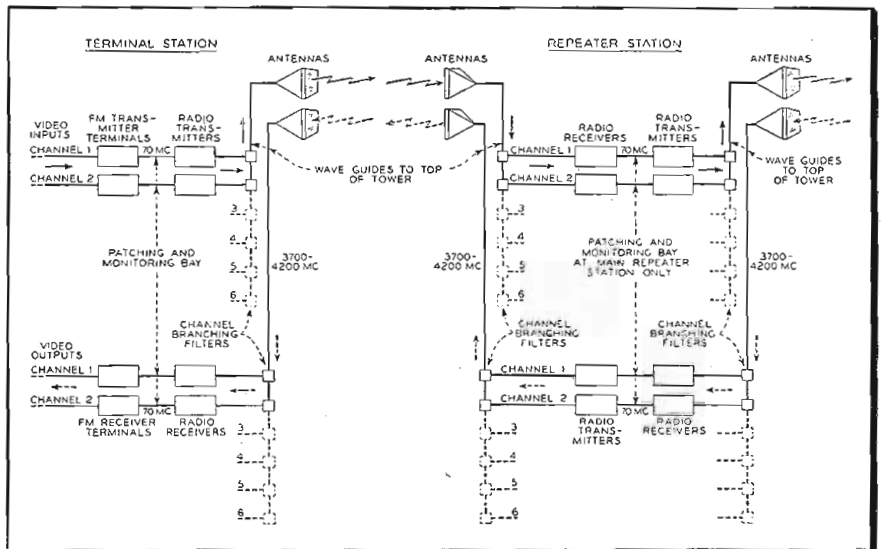 TERMINAL STATION
REPEATER STATION
ANTENNAS
ANTENNAS
ANTENNAS
VIDEO
INPUTS
FM TRANS-
MITTER
TERMINALS
RADIO
TRANS-
MITTERS
RADIO
RECEIVERS
RADIO
TRANS-
MITTERS
CHANNEL 1
70 MC
CHANNEL 2
WAVE GUIDES TO TOP
OF TOWER
CHANNEL 1
70 MC
CHANNEL 2
WAVE GUIDES
TO TOP
OF TOWER
3
4
5
6
3
4
5
6
PATCHING AND
MONITORING BAY
3700-
4200 MC
3700-
4200 MC
PATCHING AND
MONITORING BAY
AT MAIN REPEATER
STATION ONLY
3700-
4200 MC
VIDEO
OUTPUTS
CHANNEL
BRANCHING
FILTERS
CHANNEL
BRANCHING
FILTERS
CHANNEL
BRANCHING
FILTERS
CHANNEL 1
CHANNEL 2
70 MC
FM RECEIVER
TERMINALS
RADIO
RECEIVERS
CHANNEL 1
CHANNEL 2
70 MC
RADIO
TRANS-
MITTERS
RADIO
RECEIVERS
3
4
5
6
3
4
5
6